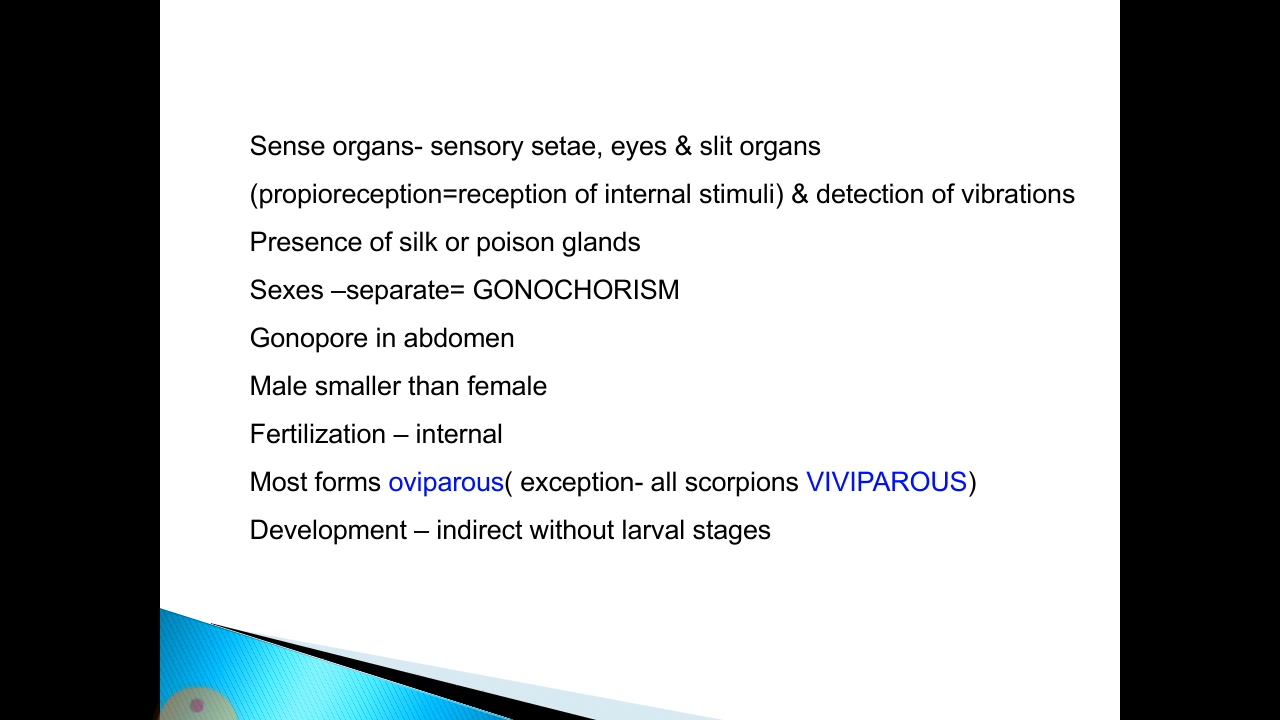 Sense organs- sensory setae, eyes & slit organs
(propioreception=reception of internal stimuli) & detection of vibrations
Presence of silk or poison glands
Sexes –separate= GONOCHORISM
Gonopore in abdomen
Male smaller than female
Fertilization – internal
Most forms oviparous( exception- all scorpions VIVIPAROUS)
Development – indirect without larval stages